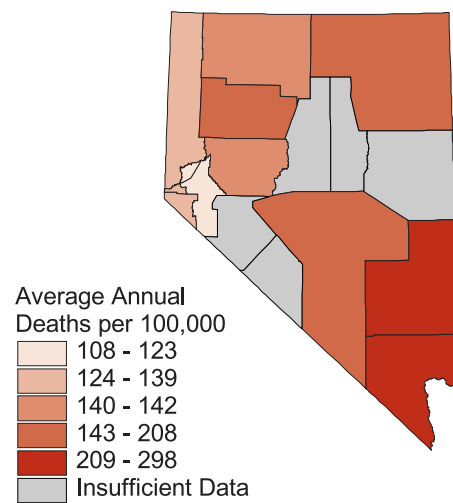 Average Annual
Deaths per 100,000
108 - 123
124 - 139
140 - 142
143 - 208
209 - 298
Insufficient Data